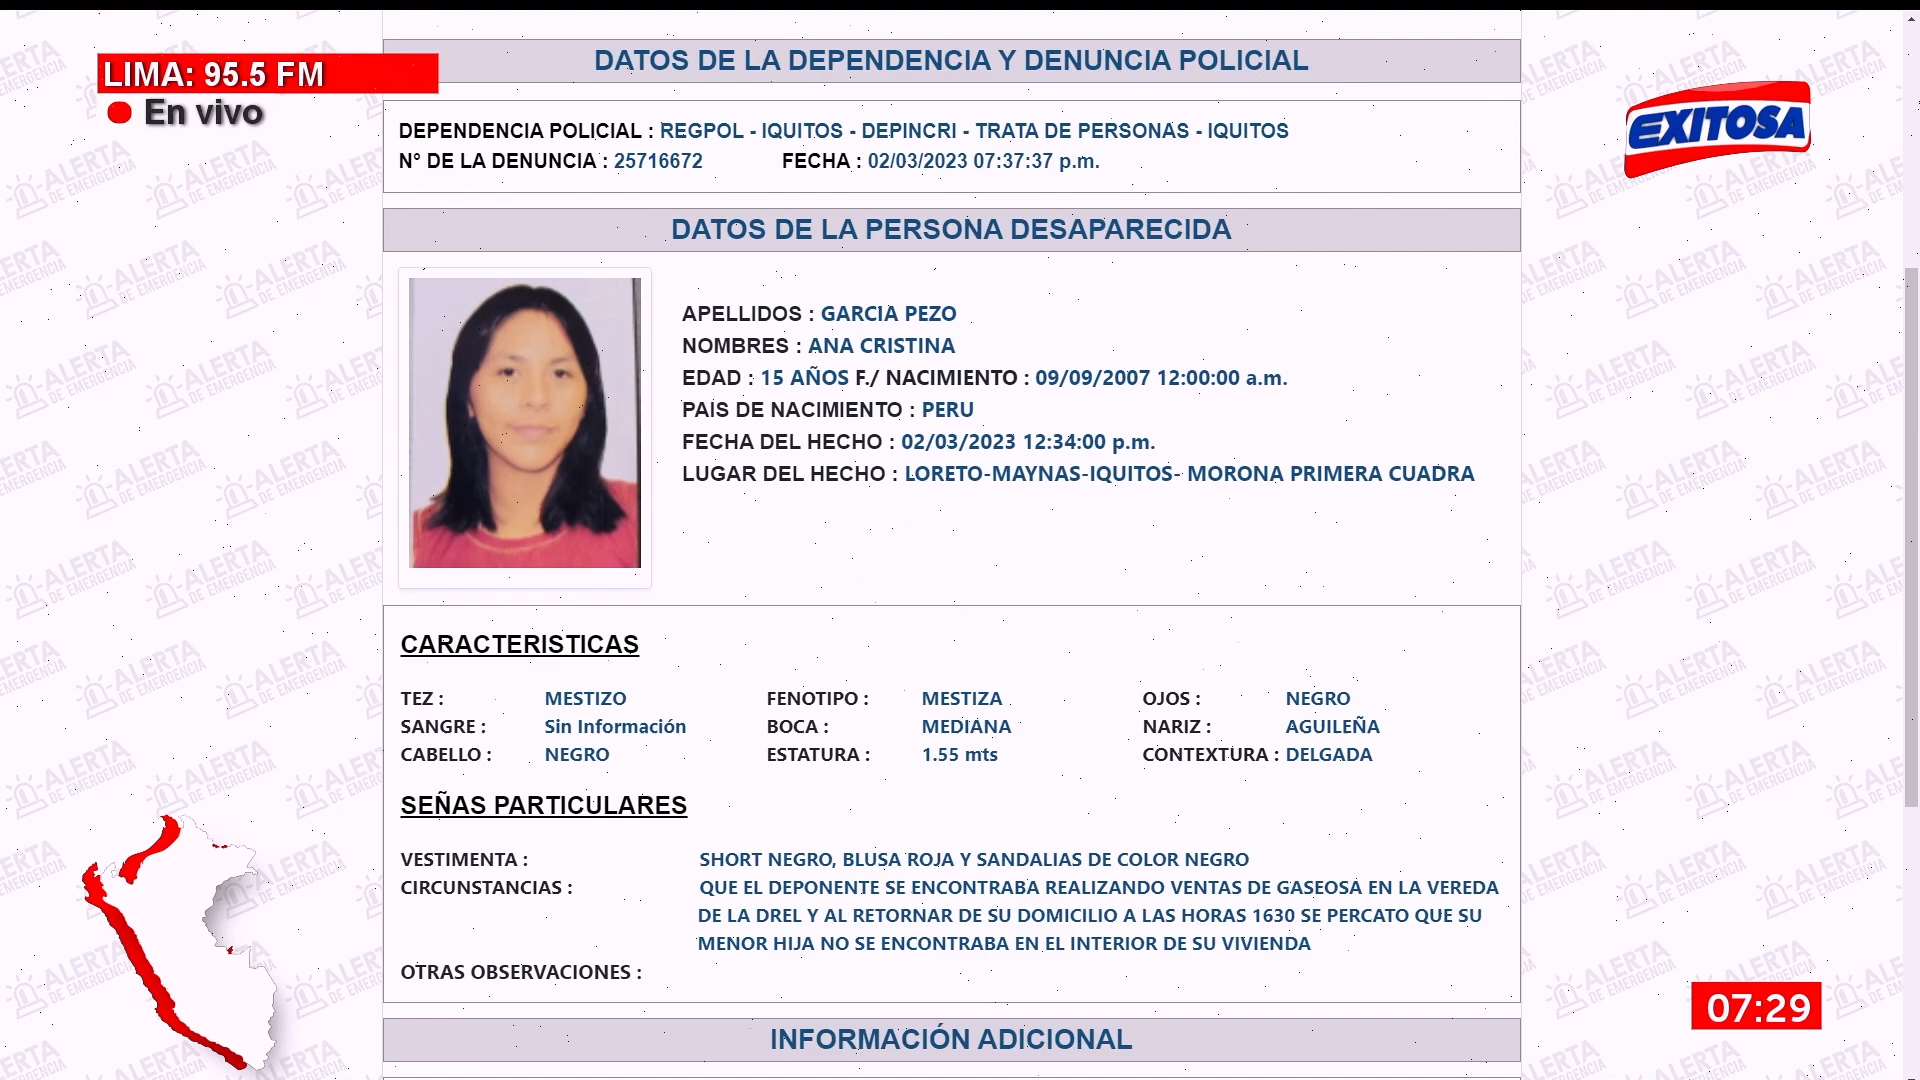 DATOS DE LA DEPENDENCIA Y DENUNCIA POLICIAL
LIMA: 95.5 FM
En vivo
EXITOSA
DEPENDENCIA POLICIAL : REGPOL - IQUITOS - DEPINCRI - TRATA DE PERSONAS - IQUITOS
N° DE LA DENUNCIA : 25716672 FECHA : 02/03/2023 07:37:37 p.m.
DATOS DE LA PERSONA DESAPARECIDA
APELLIDOS : GARCIA PEZO
NOMBRES : ANA CRISTINA
EDAD : 15 AÑOS F./ NACIMIENTO : 09/09/2007 12:00:00 a.m.
PAIS DE NACIMIENTO : PERU
FECHA DEL HECHO : 02/03/2023 12:34:00 p.m.
LUGAR DEL HECHO : LORETO-MAYNAS-IQUITOS- MORONA PRIMERA CUADRA
CARACTERISTICAS
TEZ : MESTIZO FENOTIPO : MESTIZA OJOS : NEGRO
SANGRE : Sin Información BOCA : MEDIANA NARIZ : AGUILEÑA
CABELLO : NEGRO ESTATURA : 1.55 mts CONTEXTURA : DELGADA
SEÑAS PARTICULARES
VESTIMENTA : SHORT NEGRO, BLUSA ROJA Y SANDALIAS DE COLOR NEGRO
CIRCUNSTANCIAS : QUE EL DEPONENTE SE ENCONTRABA REALIZANDO VENTAS DE GASEOSA EN LA VEREDA
DE LA DREL Y AL RETORNAR DE SU DOMICILIO A LAS HORAS 1630 SE PERCATO QUE SU
MENOR HIJA NO SE ENCONTRABA EN EL INTERIOR DE SU VIVIENDA
OTRAS OBSERVACIONES :
07:29
INFORMACIÓN ADICIONAL
ALERTA
DE EMERGENCIA